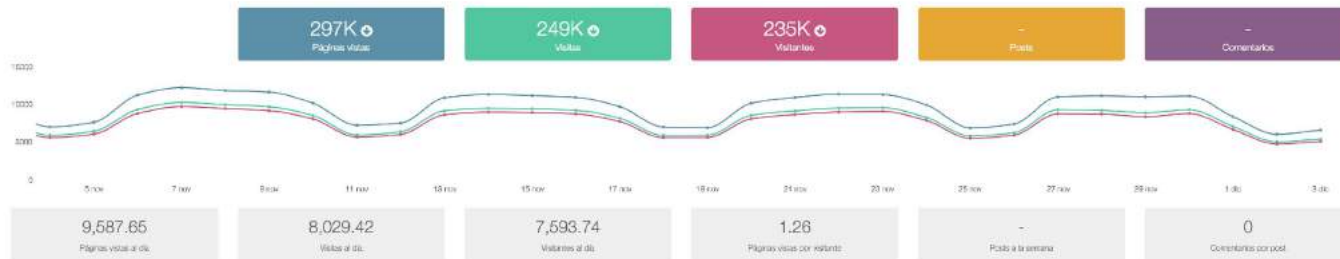 297K
Páginas vistas
249K
Visitas
235K
Visitantes
-
Posts
-
Comentarios
15000
10000
5000
0
5 nov
7 nov
9 nov
11 nov
13 nov
15 nov
17 nov
19 nov
21 nov
23 nov
25 nov
27 nov
29 nov
1 dic
3 dic
9,587.65
Páginas vistas al día
8,029.42
Visitas al día
7,593.74
Visitantes al día
1.26
Páginas vistas por visitante
-
Posts a la semana
0
Comentarios por post